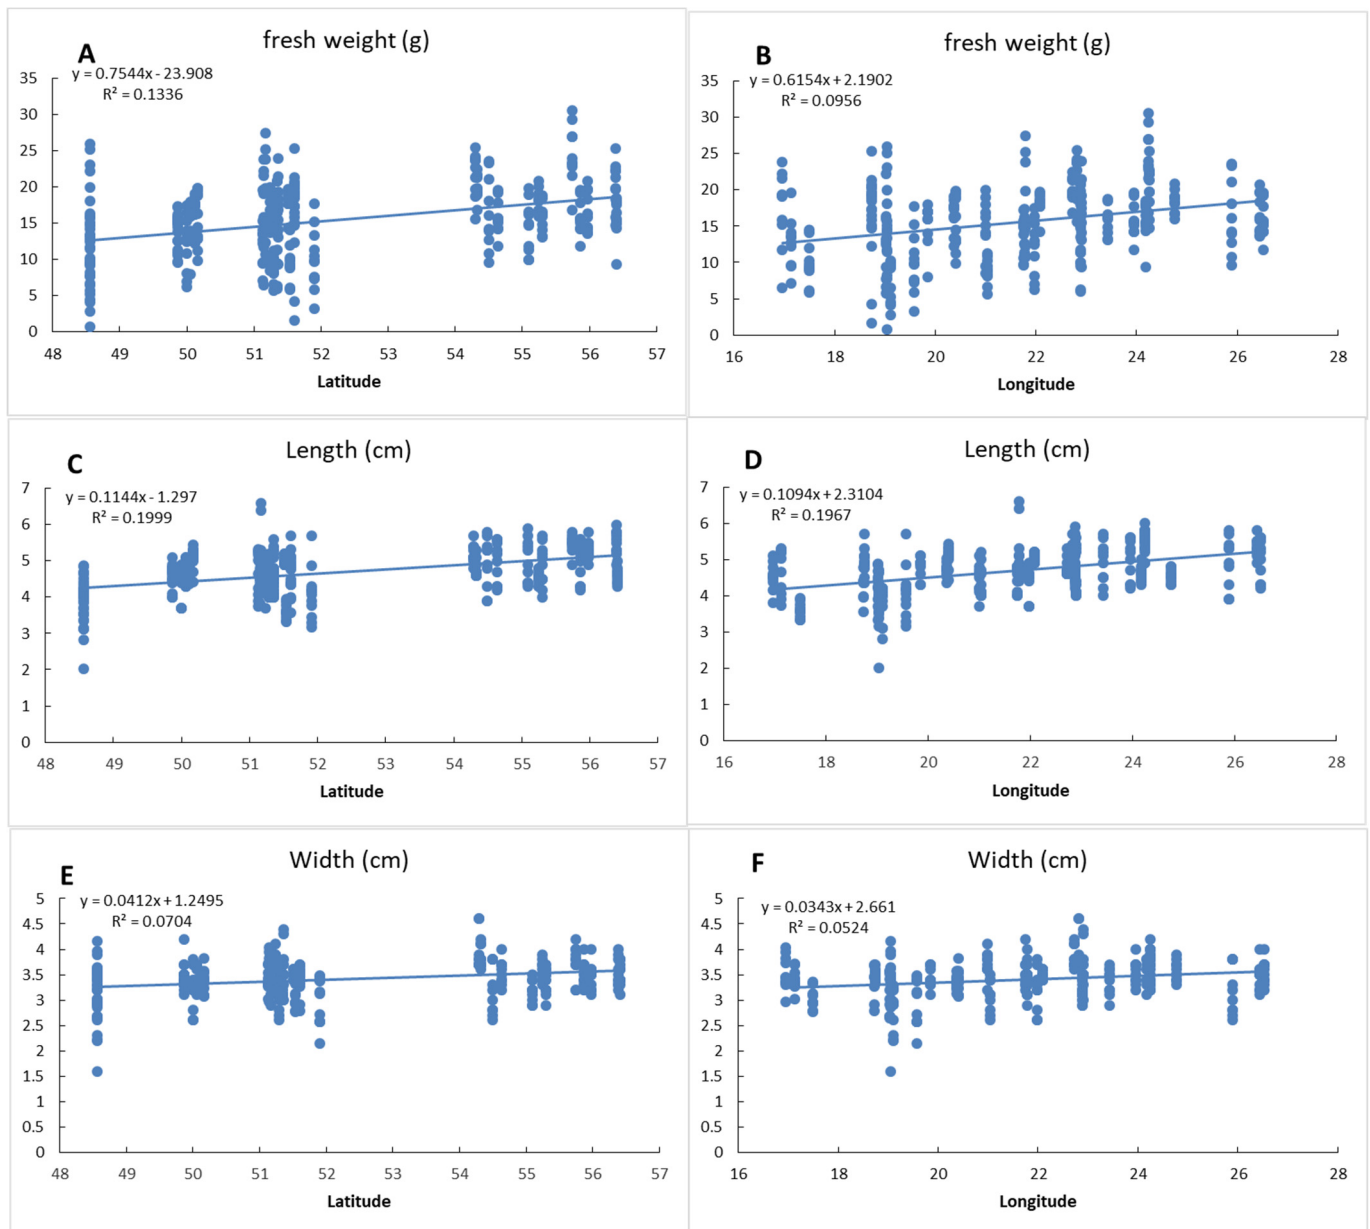 A
fresh weight (g)
y = 0.7544x - 23.908
R² = 0.1336
35
30
25
20
15
10
5
0
48 49 50 51 52 53 54 55 56 57
Latitude
B
fresh weight (g)
y = 0.6154x + 2.1902
R² = 0.0956
35
30
25
20
15
10
5
0
16 18 20 22 24 26 28
Longitude
C
Length (cm)
y = 0.1144x - 1.297
R² = 0.1999
7
6
5
4
3
2
1
0
48 49 50 51 52 53 54 55 56 57
Latitude
D
Length (cm)
y = 0.1094x + 2.3104
R² = 0.1967
7
6
5
4
3
2
1
0
16 18 20 22 24 26 28
Longitude
E
Width (cm)
y = 0.0412x + 1.2495
R² = 0.0704
5
4.5
4
3.5
3
2.5
2
1.5
1
0.5
0
48 49 50 51 52 53 54 55 56 57
Latitude
F
Width (cm)
y = 0.0343x + 2.661
R² = 0.0524
5
4.5
4
3.5
3
2.5
2
1.5
1
0.5
0
16 18 20 22 24 26 28
Longitude